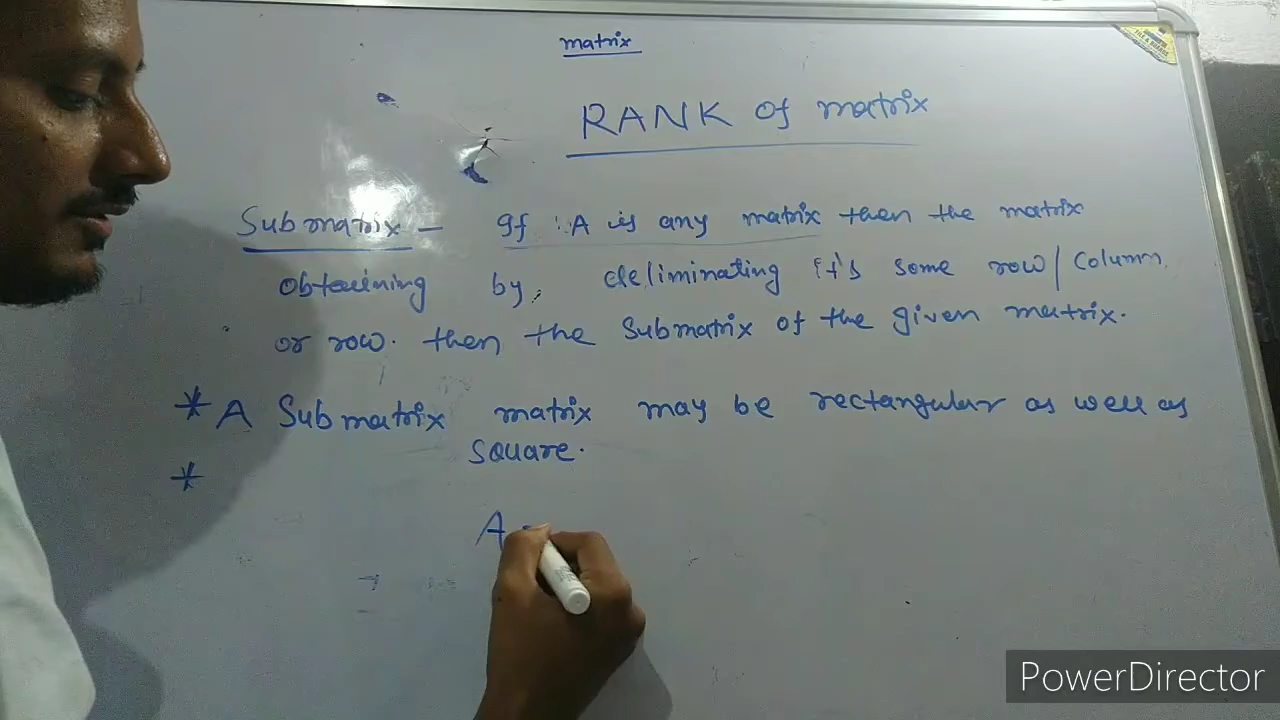 matrix
RANK of matrix
Submatrix – If A is any matrix then the matrix
obtaining by, deliminating it's some row/column
or row. then the submatrix of the given matrix.
* A Submatrix matrix may be rectangular as well as
square.
*
A
PowerDirector